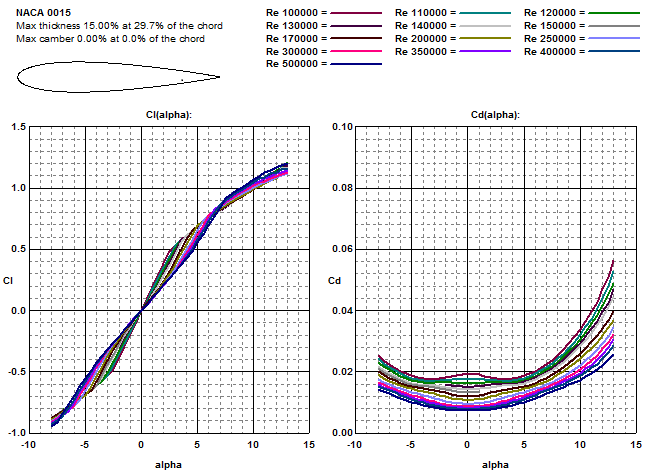 NACA 0015
Max thickness 15.00% at 29.7% of the chord
Max camber 0.00% at 0.0% of the chord
Re 100000 = Re 110000 = Re 120000 =
Re 130000 = Re 140000 = Re 150000 =
Re 170000 = Re 200000 = Re 250000 =
Re 300000 = Re 350000 = Re 400000 =
Re 500000 =
Cl(alpha):
1.5
1.0
0.5
Cl
0.0
-0.5
-1.0
-10 -5 0 5 10 15
alpha
Cd(alpha):
0.10
0.08
0.06
Cd
0.04
0.02
0.00
-10 -5 0 5 10 15
alpha